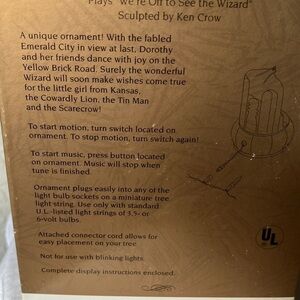 Plays "We're Off to See the Wizard"
Sculpted by Ken Crow
A unique ornament! With the fabled
Emerald City in view at last, Dorothy
and her friends dance with joy on the
Yellow Brick Road. Surely the wonderful
Wizard will soon make wishes come true
for the little girl from Kansas,
the Cowardly Lion, the Tin Man
and the Scarecrow!
To start motion, turn switch located on
ornament. To stop motion, turn switch again!
To start music, press button located
on ornament. Music will stop when
tune is finished.
Ornament plugs easily into any of the
light bulb sockets on a miniature tree
light string. Use only with standard
U.L.-listed light strings of 3.5- or
6-volt bulbs.
Attached connector cord allows for
easy placement on your tree.
Not for use with blinking lights.
Complete display instructions enclosed.
UL